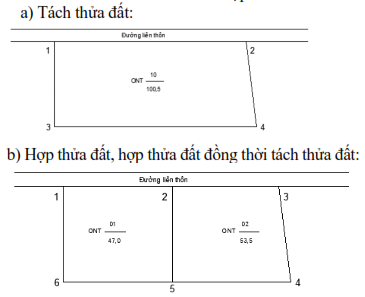 a) Tách thửa đất:
Đường liên thôn
1 2
ONT 10
100,5
3 4
b) Hợp thửa đất, hợp thửa đất đồng thời tách thửa đất:
Đường liên thôn
1 2 3
ONT 01 ONT 02
47,0 53,5
6 5 4